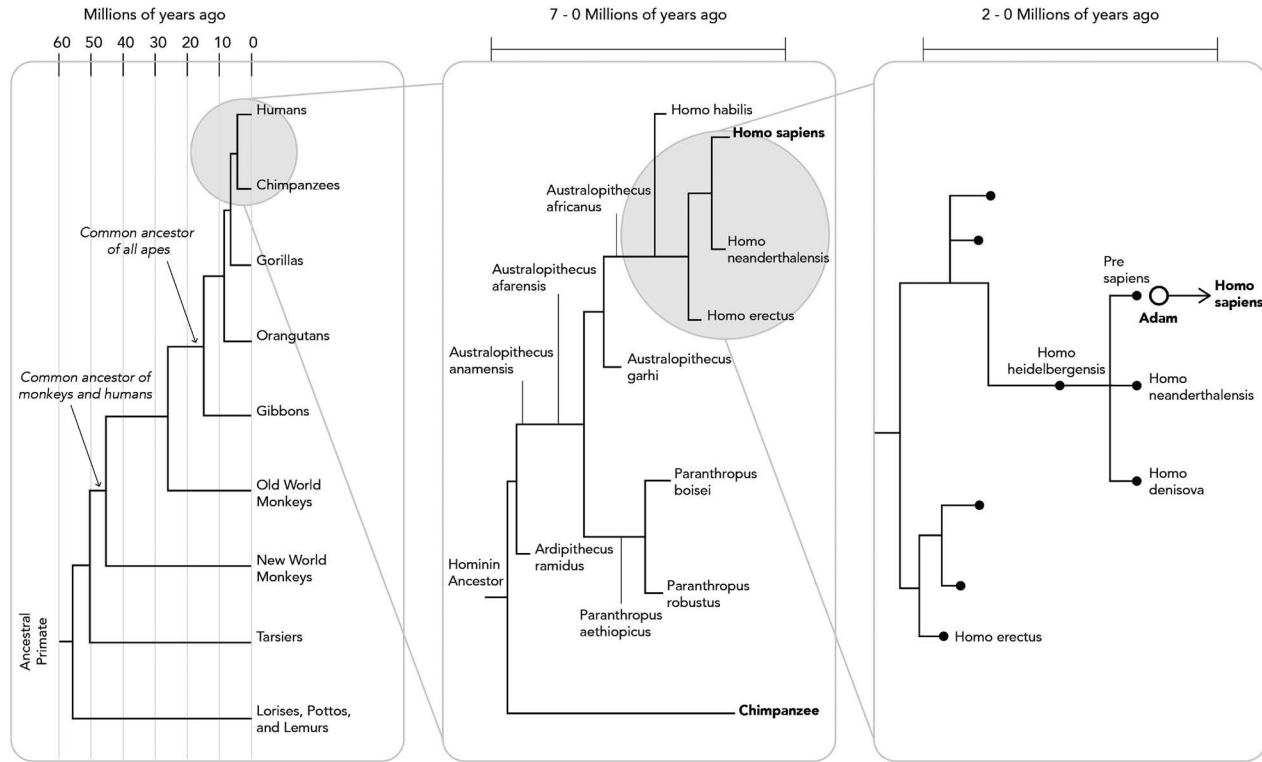 Millions of years ago
60 50 40 30 20 10 0
Humans
Chimpanzees
Common ancestor
of all apes
Gorillas
Orangutans
Common ancestor of
monkeys and humans
Gibbons
Old World
Monkeys
New World
Monkeys
Ancestral
Primate
Tarsiers
Lorises, Pottos,
and Lemurs
7 - 0 Millions of years ago
Homo habilis
Homo sapiens
Australopithecus
africanus
Homo
neanderthalensis
Australopithecus
afarensis
Homo erectus
Australopithecus
anamensis
Australopithecus
garhi
Paranthropus
boisei
Ardipithecus
ramidus
Hominin
Ancestor
Paranthropus
robustus
Paranthropus
aethiopicus
Chimpanzee
2 - 0 Millions of years ago
Pre
sapiens
Adam
Homo
sapiens
Homo
heidelbergensis
Homo
neanderthalensis
Homo
denisova
Homo erectus